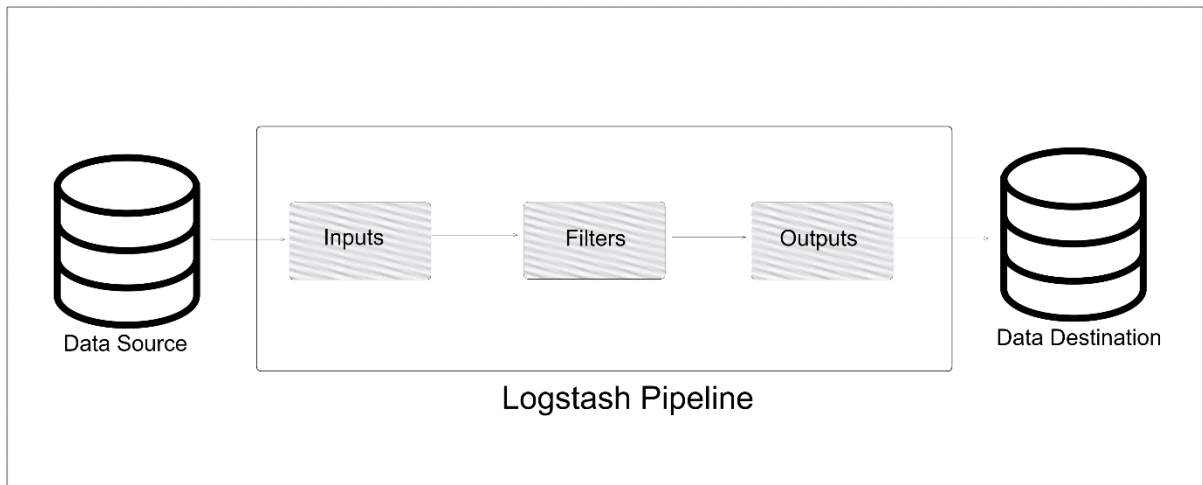 Inputs
Filters
Outputs
Data Source
Data Destination
Logstash Pipeline